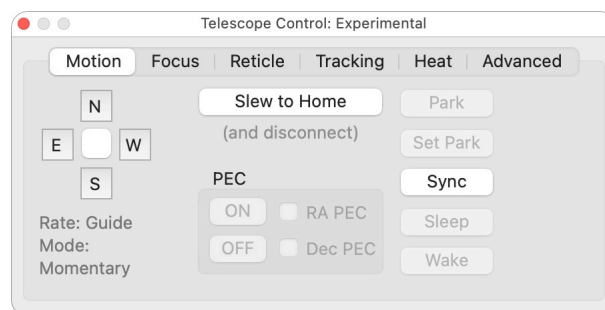 Telescope Control: Experimental
Motion Focus Reticle Tracking Heat Advanced
N
E W
S
Rate: Guide
Mode:
Momentary
Slew to Home
(and disconnect)
PEC
ON RA PEC
OFF Dec PEC
Park
Set Park
Sync
Sleep
Wake